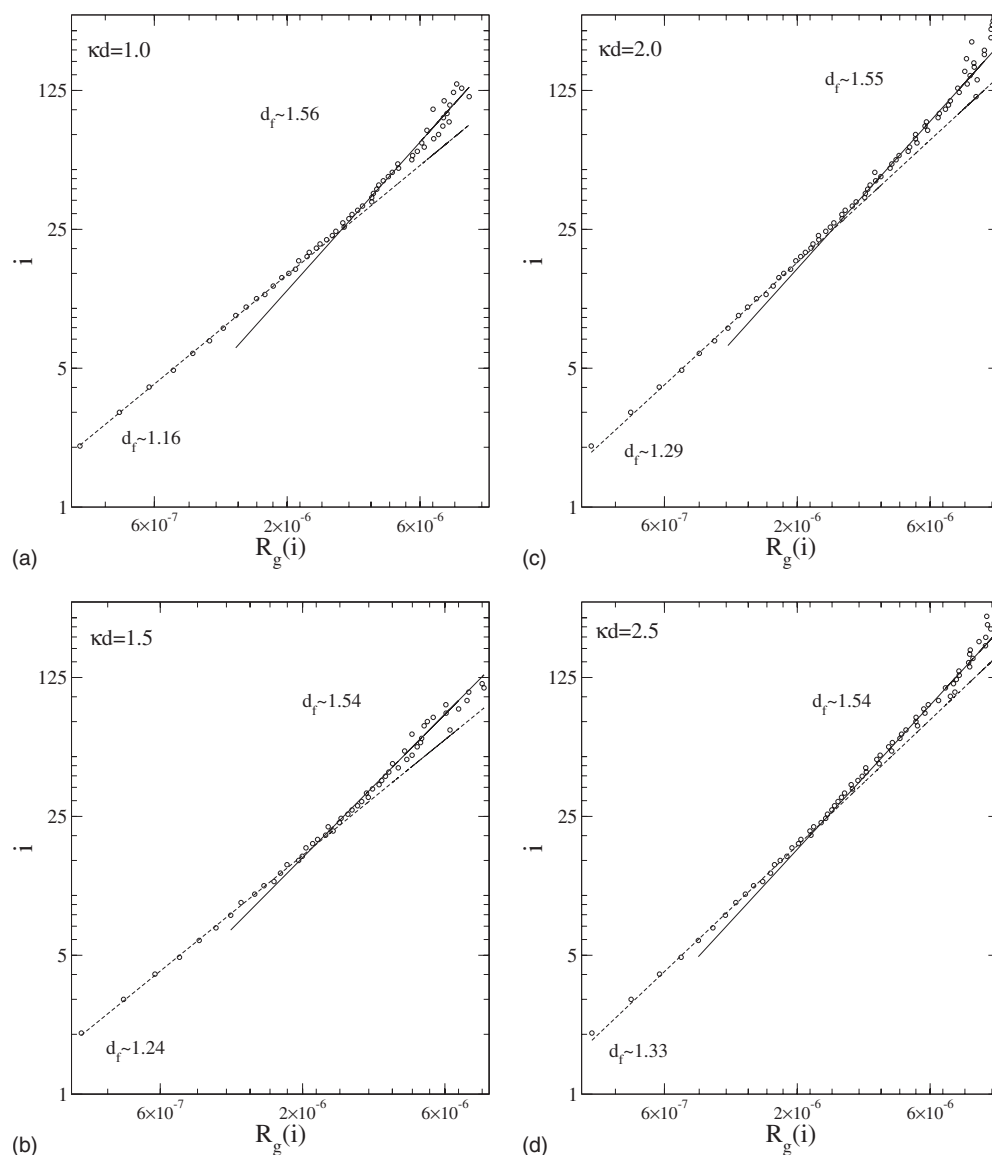 κd=1.0
125
d_f~1.56
25
i
5
d_f~1.16
1
6×10⁻⁷
2×10⁻⁶
6×10⁻⁶
(a)
R_g(i)
κd=2.0
125
d_f~1.55
25
i
5
d_f~1.29
1
6×10⁻⁷
2×10⁻⁶
6×10⁻⁶
(c)
R_g(i)
κd=1.5
125
d_f~1.54
25
i
5
d_f~1.24
1
6×10⁻⁷
2×10⁻⁶
6×10⁻⁶
(b)
R_g(i)
κd=2.5
125
d_f~1.54
25
i
5
d_f~1.33
1
6×10⁻⁷
2×10⁻⁶
6×10⁻⁶
(d)
R_g(i)